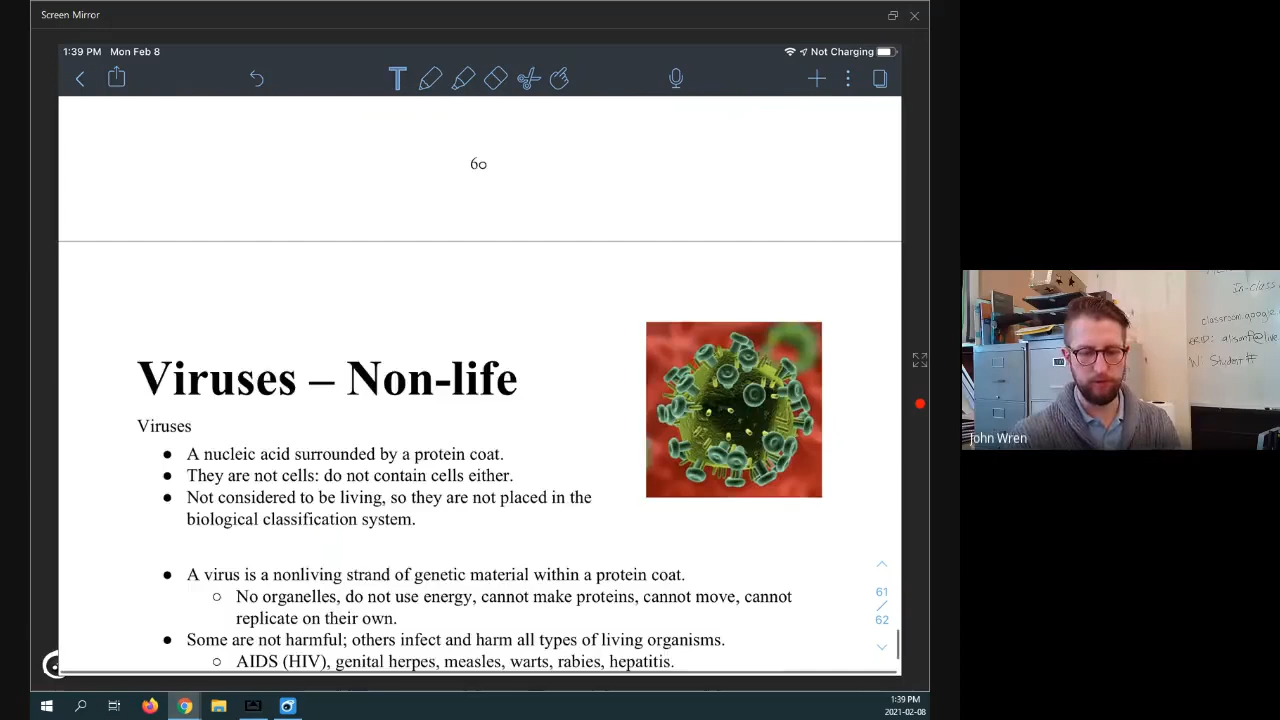 Screen Mirror
1:39 PM Mon Feb 8
Not Charging
T
60
Viruses – Non-life
Viruses
● A nucleic acid surrounded by a protein coat.
● They are not cells: do not contain cells either.
● Not considered to be living, so they are not placed in the
biological classification system.
● A virus is a nonliving strand of genetic material within a protein coat.
○ No organelles, do not use energy, cannot make proteins, cannot move, cannot
replicate on their own.
● Some are not harmful; others infect and harm all types of living organisms.
○ AIDS (HIV), genital herpes, measles, warts, rabies, hepatitis.
61
/
62
In-class
classroom.google.c
W/ Student #
John Wren
1:39 PM
2021-02-08